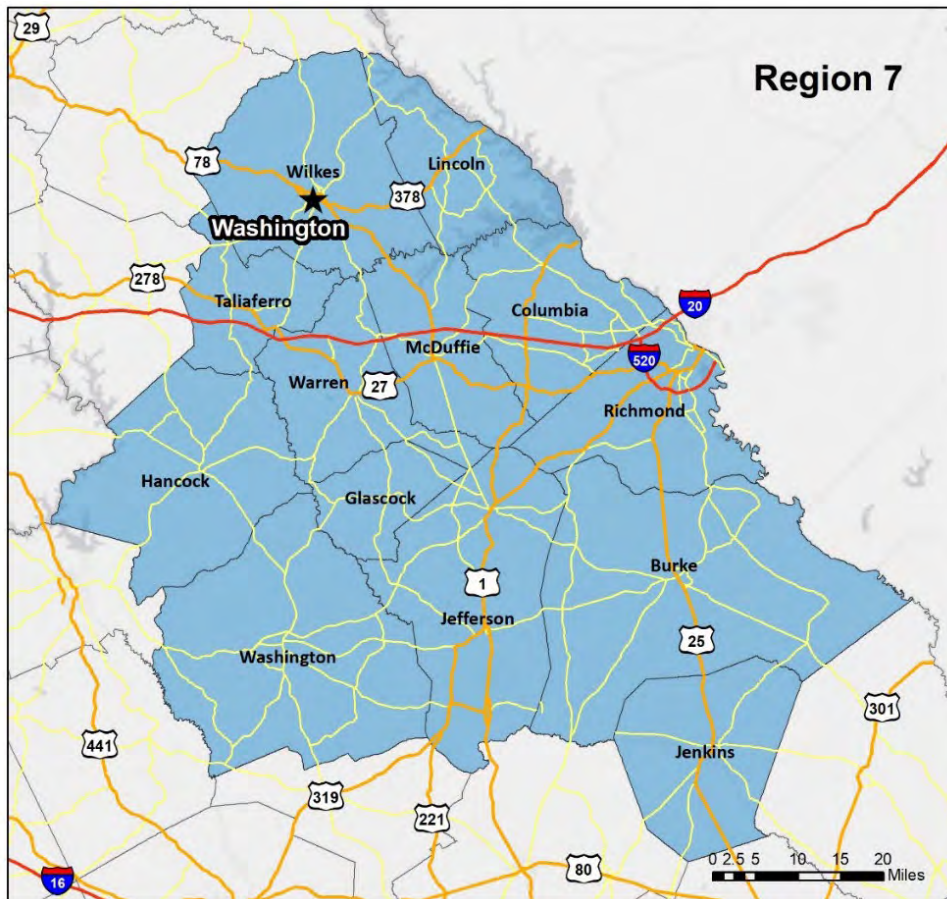 29
Region 7
78
Wilkes
Lincoln
378
Washington
278
Taliaferro
Columbia
20
McDuffie
520
Warren
27
Richmond
Hancock
Glascock
Burke
1
Jefferson
25
Washington
301
441
Jenkins
319
221
80
16
0 2.5 5 10 15 20
Miles